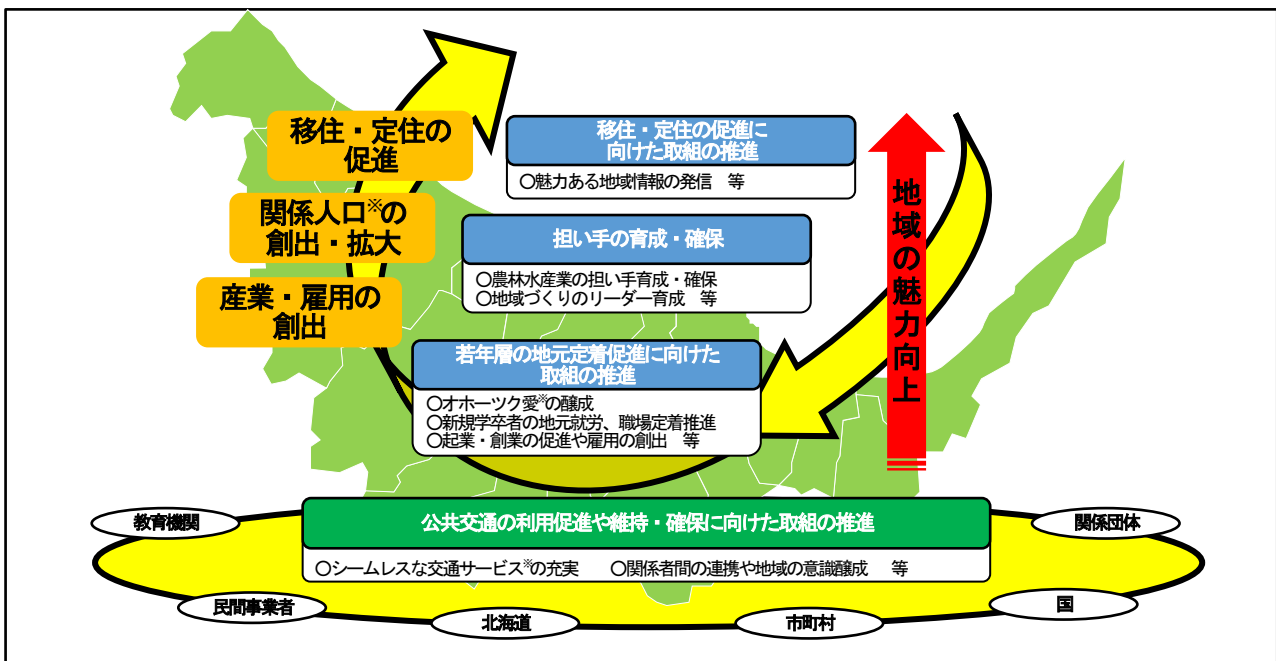 移住・定住の
促進
関係人口※の
創出・拡大
産業・雇用の
創出
移住・定住の促進に
向けた取組の推進
○魅力ある地域情報の発信　等
担い手の育成・確保
○農林水産業の担い手育成・確保
○地域づくりのリーダー育成　等
若年層の地元定着促進に向けた
取組の推進
○オホーツク愛※の醸成
○新規学卒者の地元就労、職場定着推進
○起業・創業の促進や雇用の創出　等
地域の魅力向上
公共交通の利用促進や維持・確保に向けた取組の推進
○シームレスな交通サービス※の充実　　○関係者間の連携や地域の意識醸成　等
教育機関
関係団体
民間事業者
北海道
市町村
国